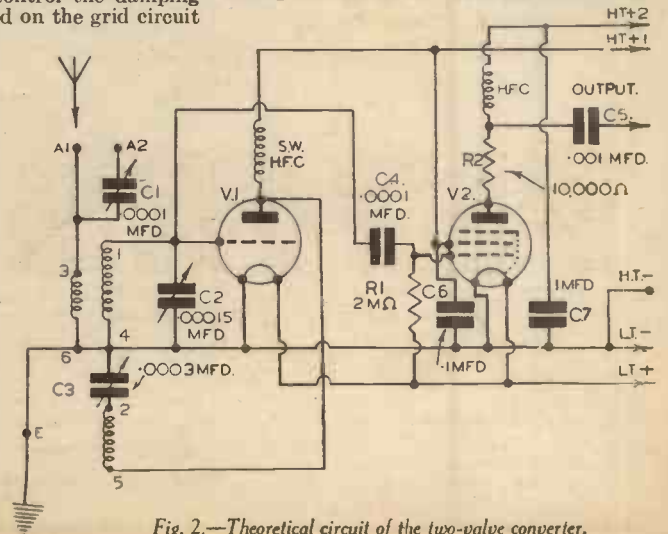 control the damping
d on the grid circuit
HT+2
HT+1
H.F.C
OUTPUT.
C5.
.001 MFD.
A1
A2
C1
.0001
MFD
S.W.
H.F.C
V.1
C4.
.0001
MFD.
R2
V2.
10,000Ω
3
1
C2
.00015
MFD
R1
2MΩ
C6
.1MFD
1MFD
C.7
H.T.-
6
4
LT.-
C3
.0003MFD.
2
LT+
E
5
Fig. 2.—Theoretical circuit of the two-valve converter.